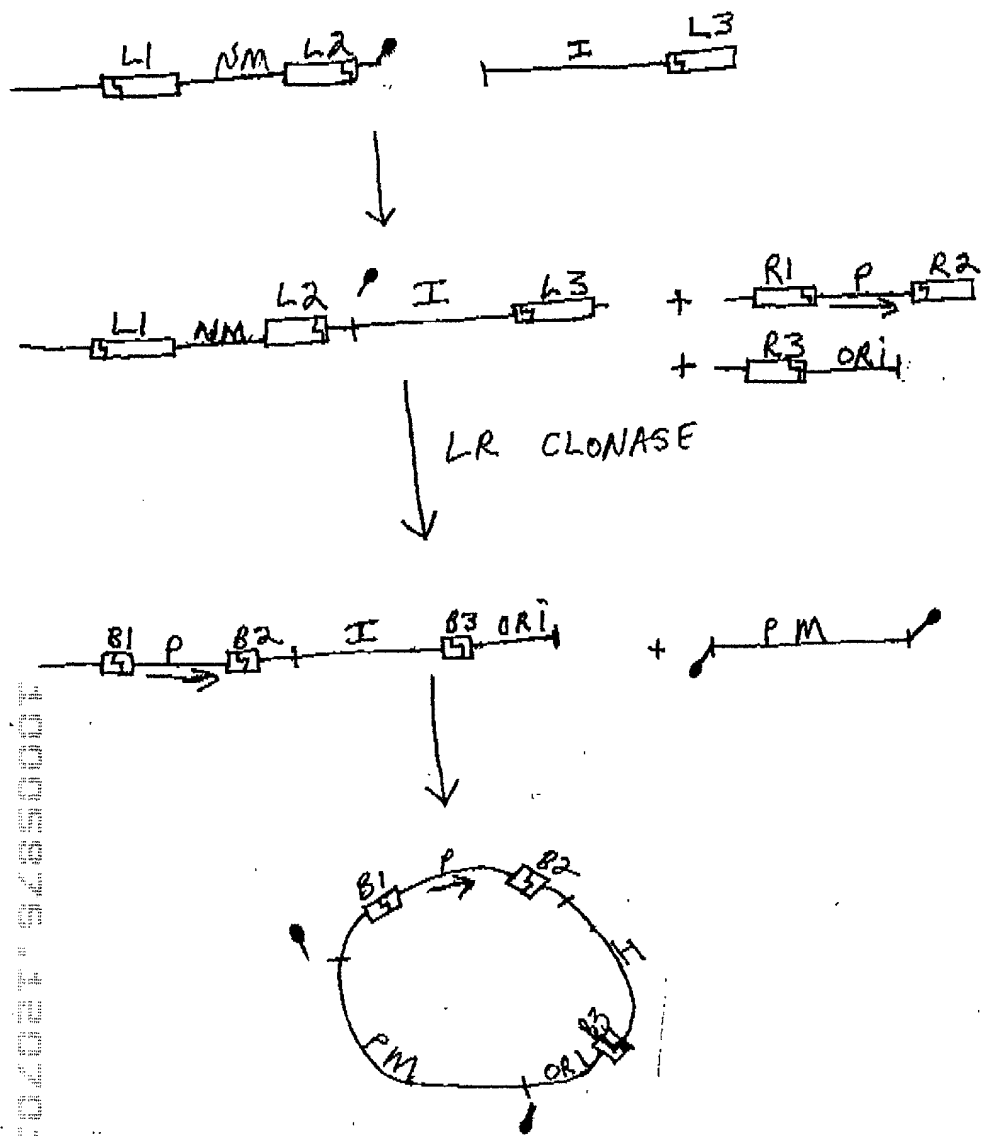 L1 NM L2 I L3
L1 NM L2 I L3 + R1 P R2
+ R3 ORi
LR CLONASE
B1 P B2 I B3 ORi + PM
B1 P B2
I
B3
ORi
PM